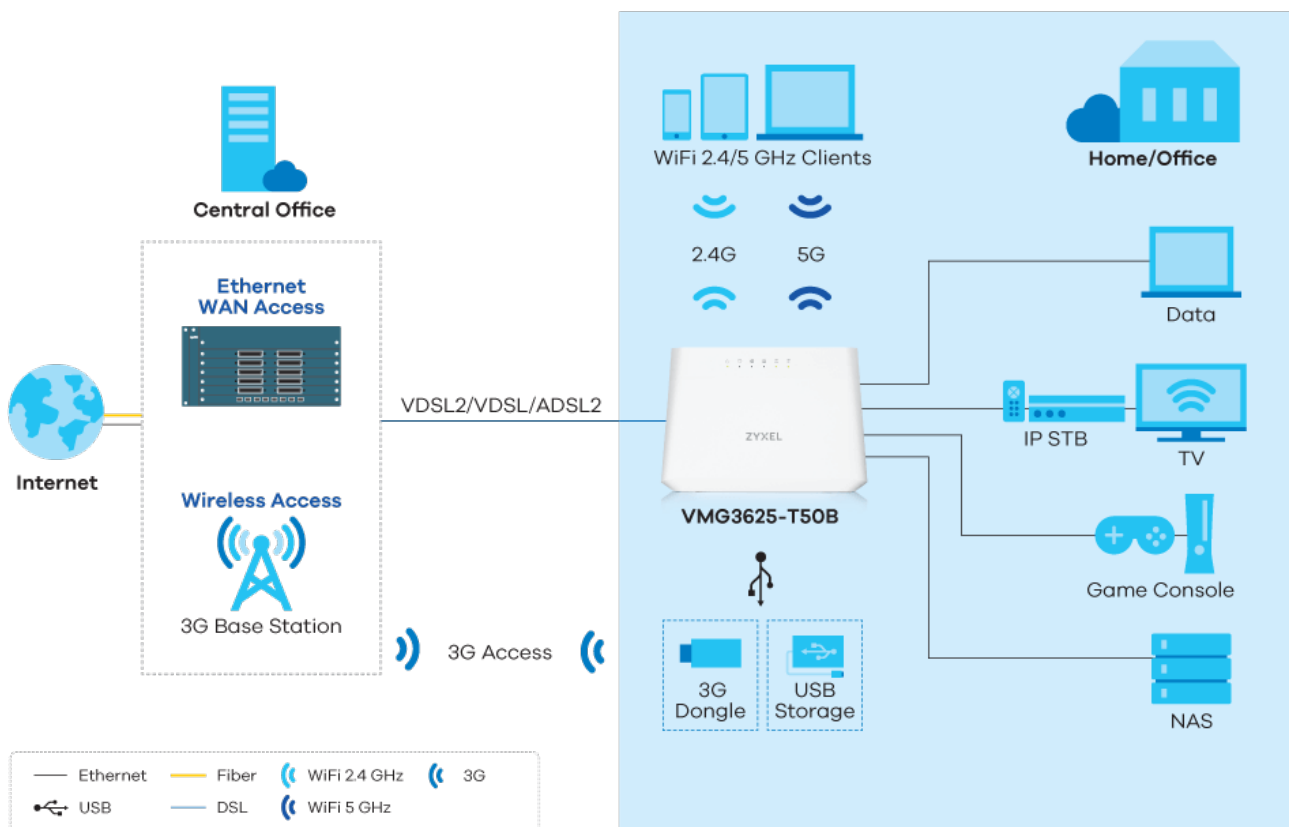 Central Office
Ethernet
WAN Access
Internet
Wireless Access
3G Base Station
VDSL2/VDSL/ADSL2
3G Access
WiFi 2.4/5 GHz Clients
2.4G
5G
ZYXEL
VMG3625-T50B
3G
Dongle
USB
Storage
Home/Office
Data
IP STB
TV
Game Console
NAS
Ethernet
Fiber
WiFi 2.4 GHz
3G
USB
DSL
WiFi 5 GHz